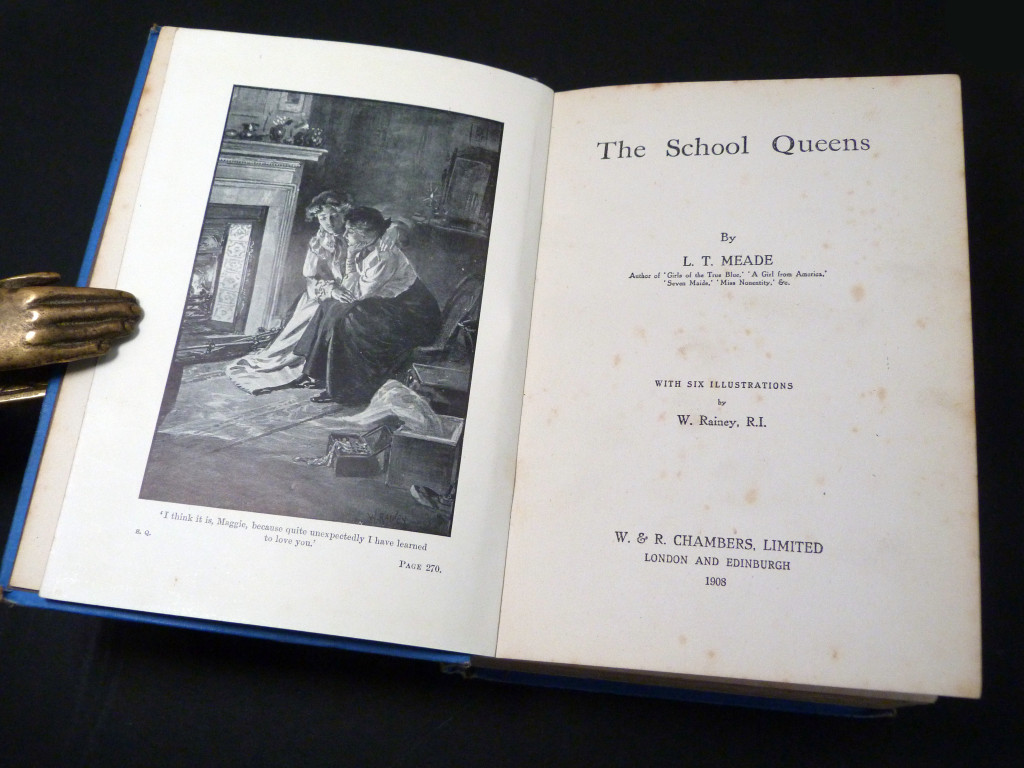 'I think it is, Maggie, because quite unexpectedly I have learned
to love you.'
S. Q.
PAGE 270.
The School Queens
By
L. T. MEADE
Author of 'Girls of the True Blue,' 'A Girl from America,'
'Seven Maids,' 'Miss Nonentity,' &c.
WITH SIX ILLUSTRATIONS
by
W. Rainey, R.I.
W. & R. CHAMBERS, LIMITED
LONDON AND EDINBURGH
1908